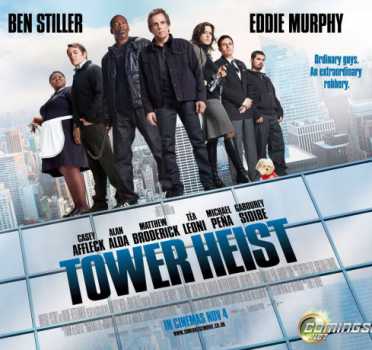 BEN STILLER
EDDIE MURPHY
Ordinary guys.
An extraordinary
robbery.
CASEY AFFLECK
ALAN ALDA
MATTHEW BRODERICK
TÉA LEONI
MICHAEL PEÑA
GABOUREY SIDIBE
TOWER HEIST
IN CINEMAS NOV 4